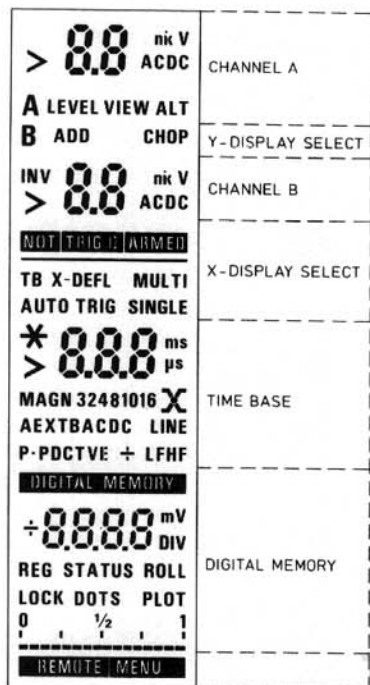 8.8 V
> ACDC
CHANNEL A
A LEVEL VIEW ALT
B ADD CHOP
Y-DISPLAY SELECT
INV 8.8 V
> ACDC
CHANNEL B
NOT TRIG'D ARMED
X-DISPLAY SELECT
TB X-DEFL MULTI
AUTO TRIG SINGLE
* 8.8.8 ms
> µs
MAGN 32481016 X
TIME BASE
AEXTBACDC LINE
P-PDCTVE ÷ LFHF
DIGITAL MEMORY
÷8.8.8.8 mV
DIV
REG STATUS ROLL
DIGITAL MEMORY
LOCK DOTS PLOT
0 ½ 1
REMOTE MENU